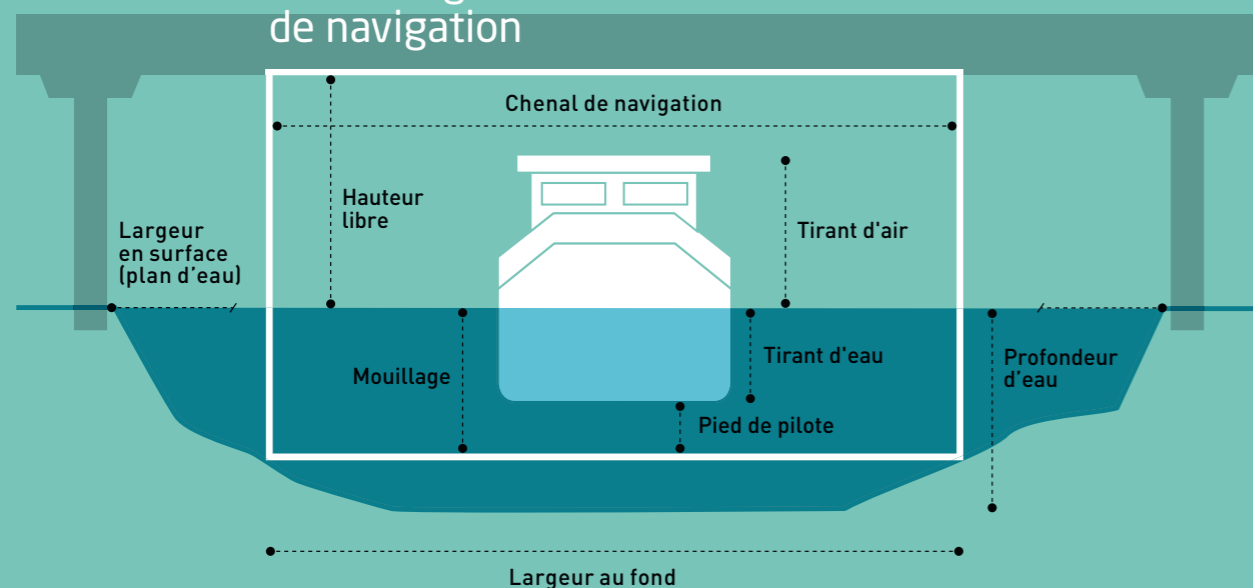 de navigation
Chenal de navigation
Hauteur
libre
Tirant d'air
Largeur
en surface
(plan d’eau)
Mouillage
Tirant d'eau
Profondeur
d’eau
Pied de pilote
Largeur au fond